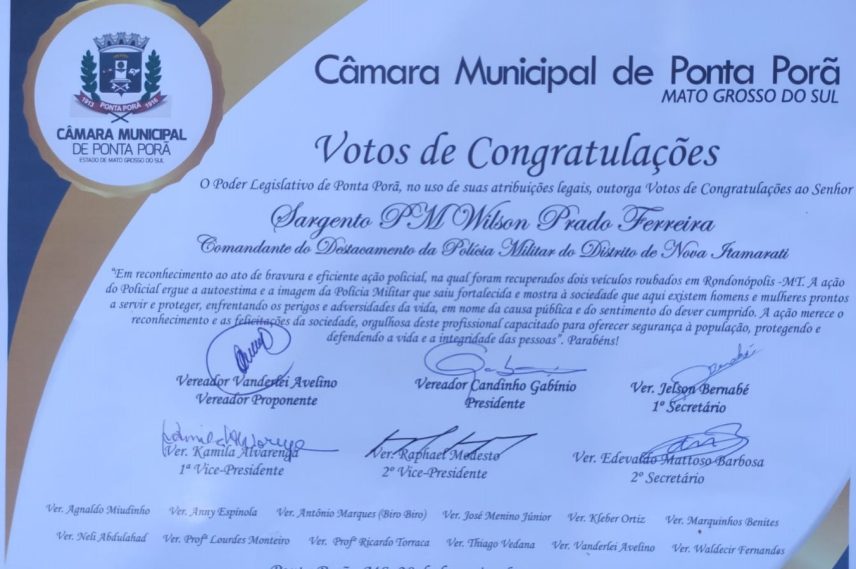 Câmara Municipal de Ponta Porã
MATO GROSSO DO SUL
1913 PONTA PORÃ 1916
CÂMARA MUNICIPAL
DE PONTA PORÃ
ESTADO DE MATO GROSSO DO SUL
Votos de Congratulações
O Poder Legislativo de Ponta Porã, no uso de suas atribuições legais, outorga Votos de Congratulações ao Senhor
Sargento PM Wilson Prado Ferreira
Comandante do Destacamento da Polícia Militar do Distrito de Nova Itamarati
"Em reconhecimento ao ato de bravura e eficiente ação policial, na qual foram recuperados dois veículos roubados em Rondonópolis -MT. A ação
do Policial ergue a autoestima e a imagem da Polícia Militar que saiu fortalecida e mostra à sociedade que aqui existem homens e mulheres prontos
a servir e proteger, enfrentando os perigos e adversidades da vida, em nome da causa pública e do sentimento do dever cumprido. A ação merece o
reconhecimento e as felicitações da sociedade, orgulhosa deste profissional capacitado para oferecer segurança à população, protegendo e
defendendo a vida e a integridade das pessoas". Parabéns!
Vereador Vanderlei Avelino
Vereador Proponente
Vereador Candinho Gabínio
Presidente
Ver. Jelson Bernabé
1º Secretário
Ver. Kamila Alvarenga
1ª Vice-Presidente
Ver. Raphael Modesto
2º Vice-Presidente
Ver. Edevaldo Mattoso Barbosa
2º Secretário
Ver. Agnaldo Miudinho Ver. Anny Espínola Ver. Antônio Marques (Biro Biro) Ver. José Menino Júnior Ver. Kleber Ortiz Ver. Marquinhos Benites
Ver. Neli Abdulahad Ver. Profª Lourdes Monteiro Ver. Profº Ricardo Torraca Ver. Thiago Vedana Ver. Vanderlei Avelino Ver. Waldecir Fernandes